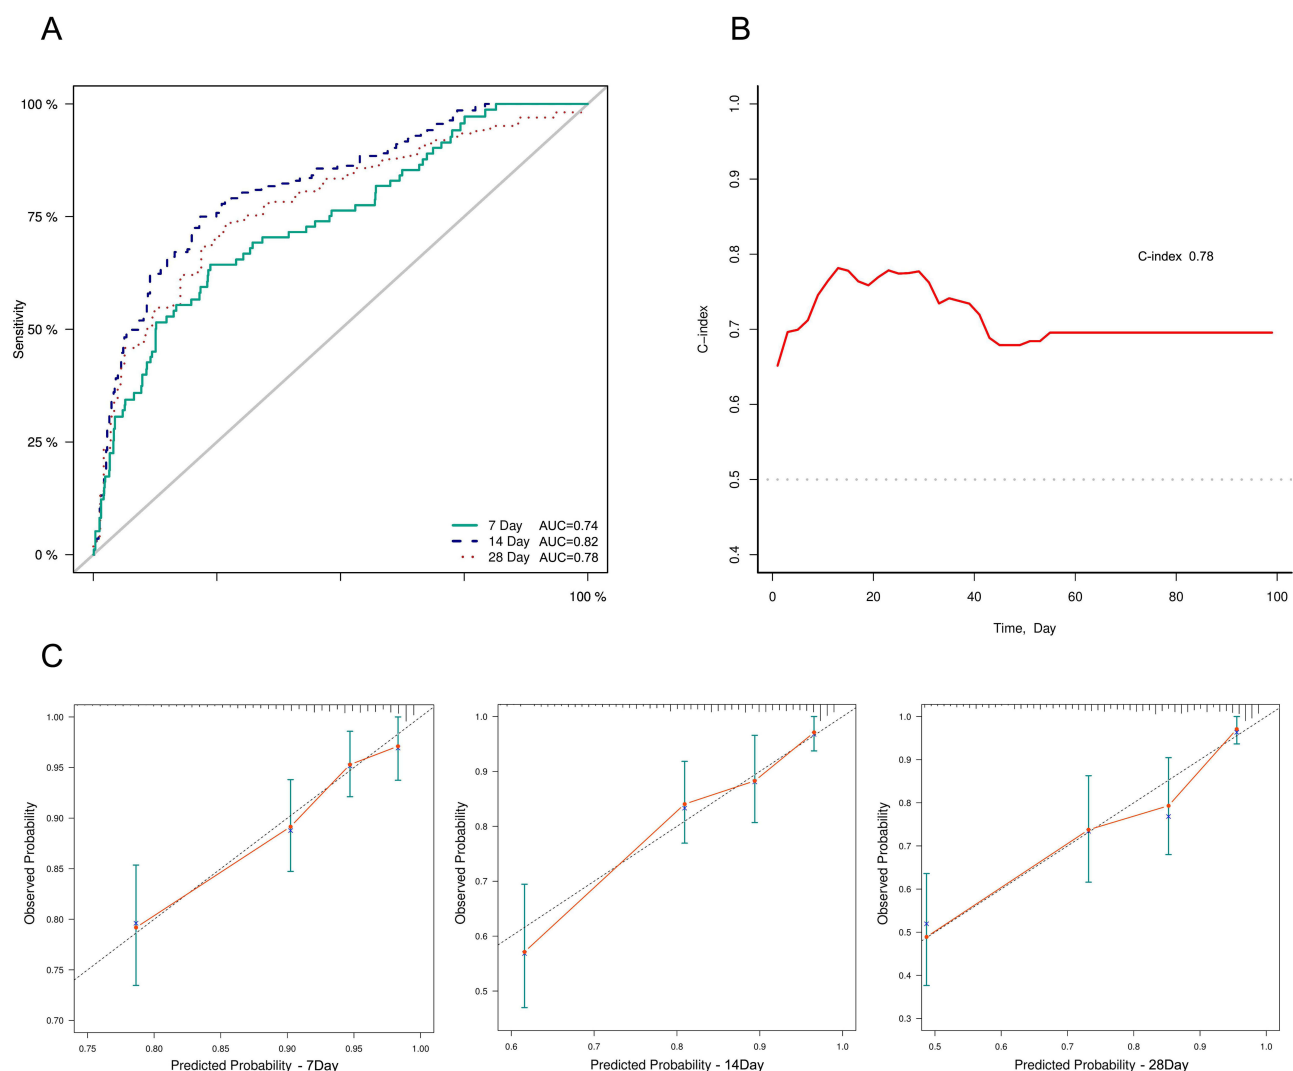 A
B
100 %
75 %
50 %
25 %
0 %
Sensitivity
7 Day AUC=0.74
14 Day AUC=0.82
28 Day AUC=0.78
100 %
1.0
0.9
0.8
0.7
0.6
0.5
0.4
C−index
C-index 0.78
0 20 40 60 80 100
Time, Day
C
1.00
0.95
0.90
0.85
0.80
0.75
0.70
Observed Probability
0.75 0.80 0.90 0.95 1.00
Predicted Probability - 7Day
1.0
0.9
0.8
0.7
0.6
0.5
Observed Probability
0.6 0.7 0.8 0.9 1.0
Predicted Probability - 14Day
1.0
0.9
0.8
0.7
0.6
0.5
0.4
0.3
Observed Probability
0.5 0.6 0.7 0.8 0.9 1.0
Predicted Probability - 28Day